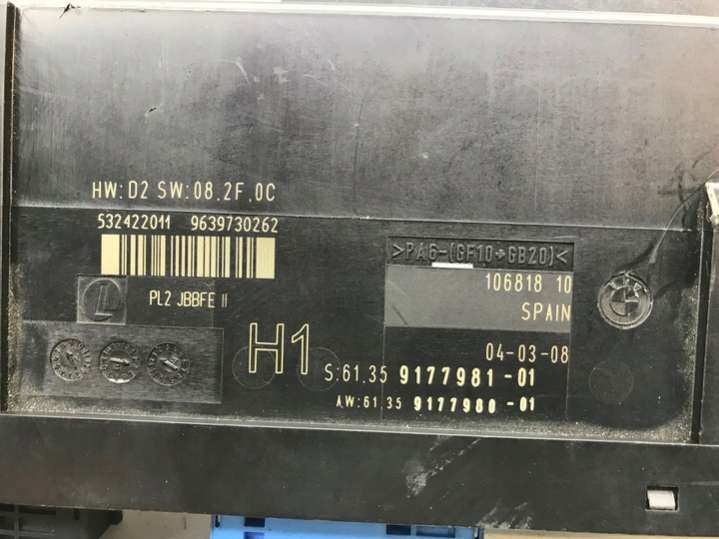 HW: D2 SW: 08.2F.0C
532422011 9639730262
>PA6-(GF10+GB20)<
106818 10
SPAIN
L
PL2 JBBFE II
H1
04-03-08
S:61.35 9177981-01
AW:61.35 9177980-01